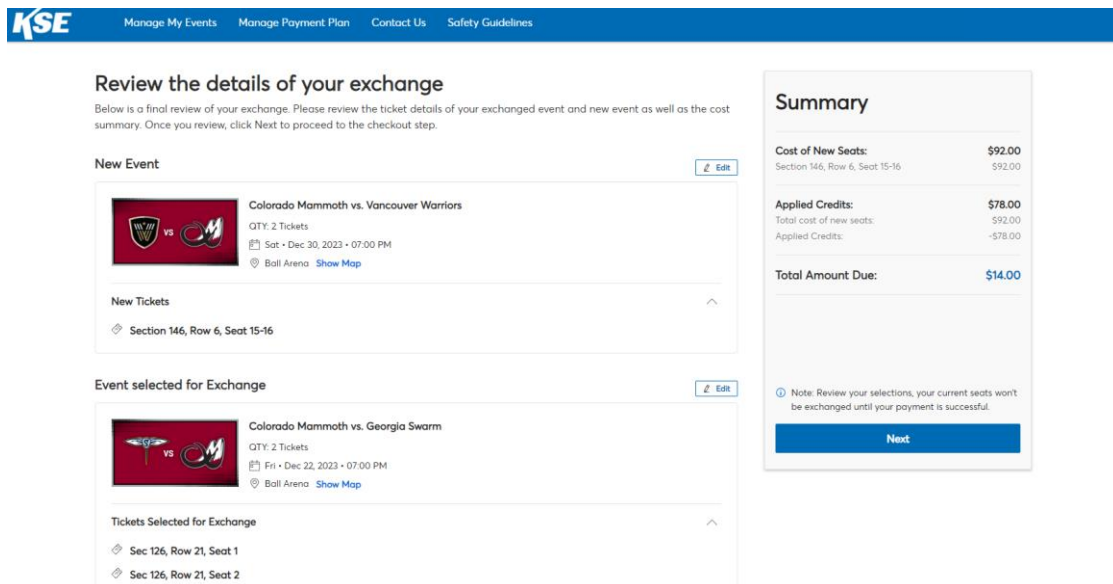 KSE
Manage My Events Manage Payment Plan Contact Us Safety Guidelines
Review the details of your exchange
Below is a final review of your exchange. Please review the ticket details of your exchanged event and new event as well as the cost
summary. Once you review, click Next to proceed to the checkout step.
New Event
Edit
VS
Colorado Mammoth vs. Vancouver Warriors
QTY: 2 Tickets
Sat • Dec 30, 2023 • 07:00 PM
Ball Arena Show Map
New Tickets
Section 146, Row 6, Seat 15-16
Event selected for Exchange
Edit
VS
Colorado Mammoth vs. Georgia Swarm
QTY: 2 Tickets
Fri • Dec 22, 2023 • 07:00 PM
Ball Arena Show Map
Tickets Selected for Exchange
Sec 126, Row 21, Seat 1
Sec 126, Row 21, Seat 2
Summary
Cost of New Seats: $92.00
Section 146, Row 6, Seat 15-16 $92.00
Applied Credits: $78.00
Total cost of new seats: $92.00
Applied Credits: -$78.00
Total Amount Due: $14.00
Note: Review your selections, your current seats won't
be exchanged until your payment is successful.
Next